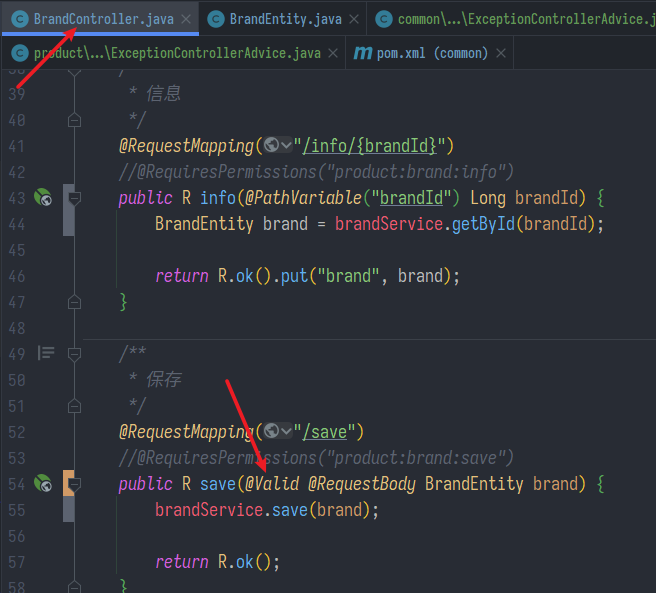 BrandController.java × BrandEntity.java × common\...\ExceptionControllerAdvice.j
product\...\ExceptionControllerAdvice.java × pom.xml (common) ×
39 * 信息
40 */
41 @RequestMapping("/info/{brandId}")
42 //@RequiresPermissions("product:brand:info")
43 public R info(@PathVariable("brandId") Long brandId) {
44 BrandEntity brand = brandService.getById(brandId);
45
46 return R.ok().put("brand", brand);
47 }
48
49 /**
50 * 保存
51 */
52 @RequestMapping("/save")
53 //@RequiresPermissions("product:brand:save")
54 public R save(@Valid @RequestBody BrandEntity brand) {
55 brandService.save(brand);
56
57 return R.ok();
58 }